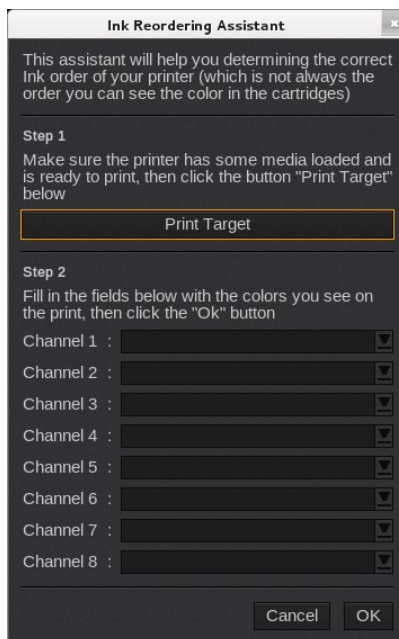 Ink Reordering Assistant
This assistant will help you determining the correct
Ink order of your printer (which is not always the
order you can see the color in the cartridges)
Step 1
Make sure the printer has some media loaded and
is ready to print, then click the button "Print Target"
below
Print Target
Step 2
Fill in the fields below with the colors you see on
the print, then click the "Ok" button
Channel 1 :
Channel 2 :
Channel 3 :
Channel 4 :
Channel 5 :
Channel 6 :
Channel 7 :
Channel 8 :
Cancel OK